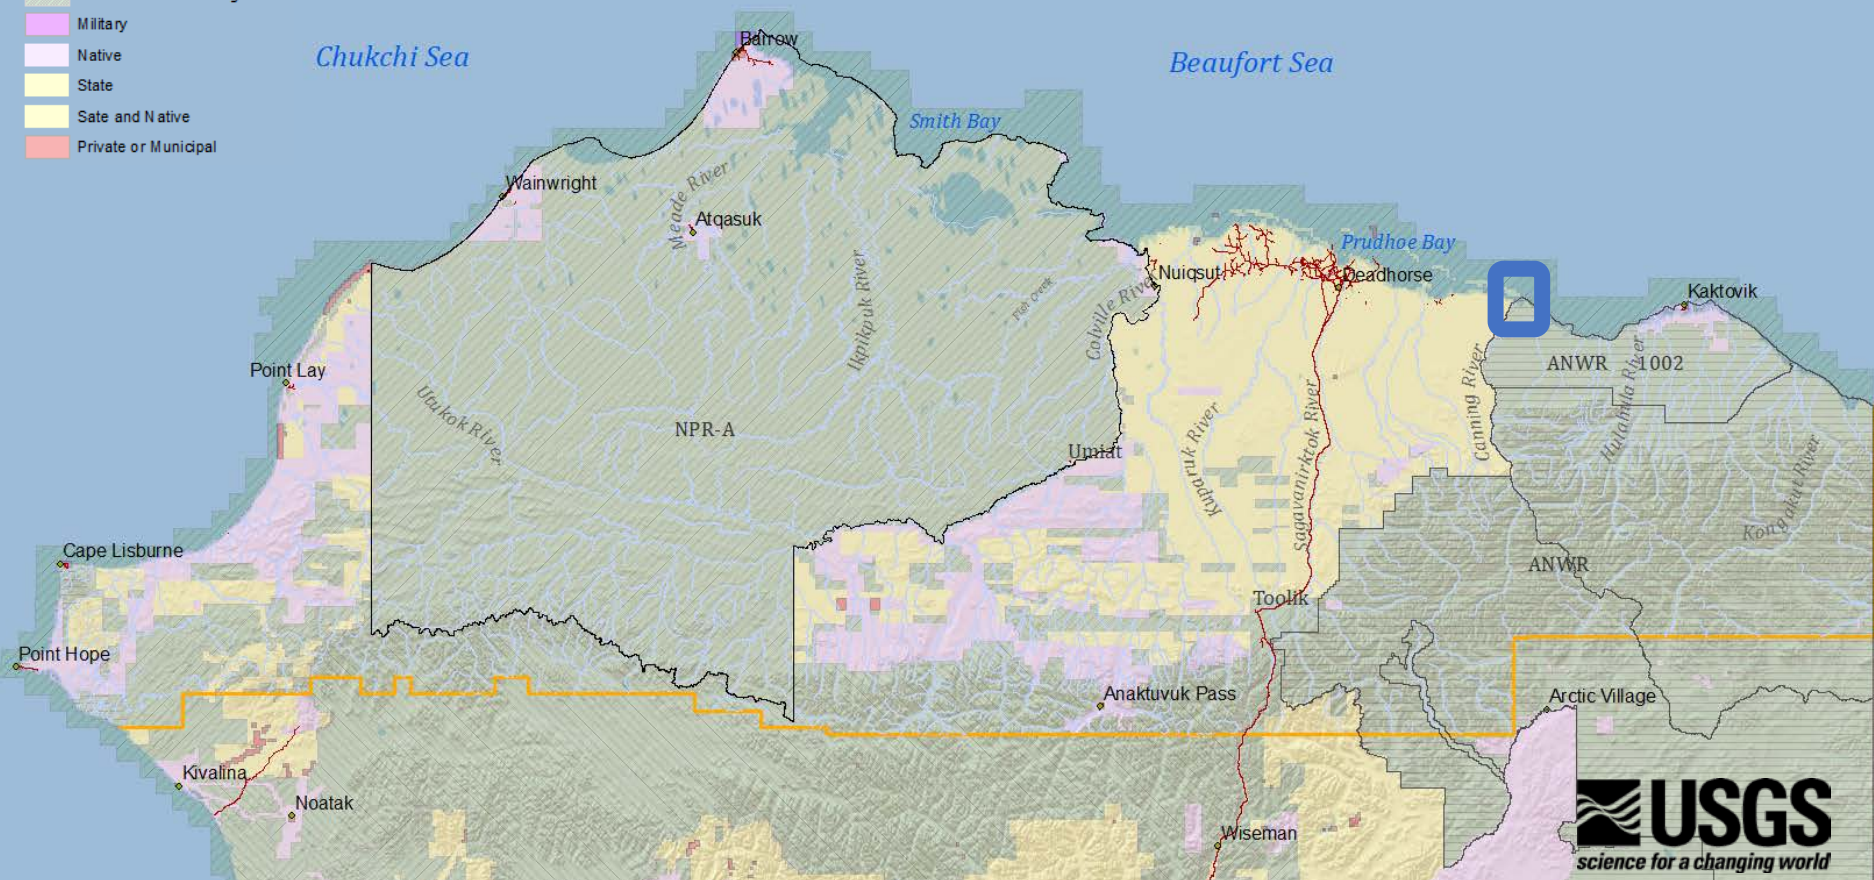 Military
Native
State
Sate and Native
Private or Municipal
Chukchi Sea
Beaufort Sea
Barrow
Smith Bay
Wainwright
Meade River
Atqasuk
Prudhoe Bay
Nuiqsut
Deadhorse
Kaktovik
Fish Creek
Colville River
Ikpikpuk River
Point Lay
Utukok River
NPR-A
Umiat
Kuparuk River
Sagavanirktok River
Canning River
ANWR 1002
Hulahula River
Kongakut River
Cape Lisburne
ANWR
Toolik
Point Hope
Anaktuvuk Pass
Arctic Village
Kivalina
Noatak
Wiseman
USGS
science for a changing world